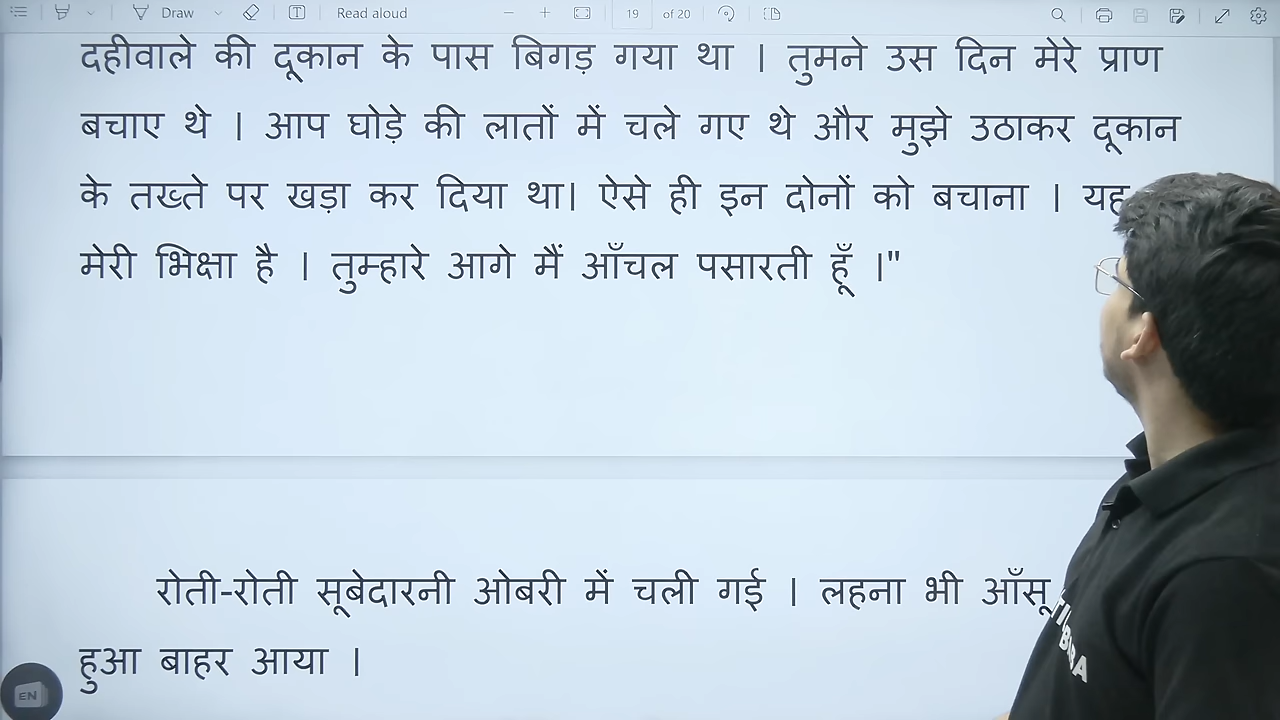 Draw Read aloud 19 of 20
दहीवाले की दूकान के पास बिगड़ गया था | तुमने उस दिन मेरे प्राण
बचाए थे | आप घोड़े की लातों में चले गए थे और मुझे उठाकर दूकान
के तख्ते पर खड़ा कर दिया था| ऐसे ही इन दोनों को बचाना | यह
मेरी भिक्षा है | तुम्हारे आगे मैं आँचल पसारती हूँ |"
रोती-रोती सूबेदारनी ओबरी में चली गई | लहना भी आँसू
हुआ बाहर आया |
EN